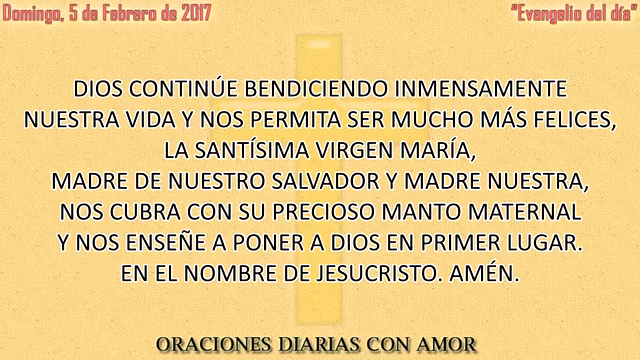 Domingo, 5 de Febrero de 2017
"Evangelio del día"
DIOS CONTINÚE BENDICIENDO INMENSAMENTE
NUESTRA VIDA Y NOS PERMITA SER MUCHO MÁS FELICES,
LA SANTÍSIMA VIRGEN MARÍA,
MADRE DE NUESTRO SALVADOR Y MADRE NUESTRA,
NOS CUBRA CON SU PRECIOSO MANTO MATERNAL
Y NOS ENSEÑE A PONER A DIOS EN PRIMER LUGAR.
EN EL NOMBRE DE JESUCRISTO. AMÉN.
ORACIONES DIARIAS CON AMOR